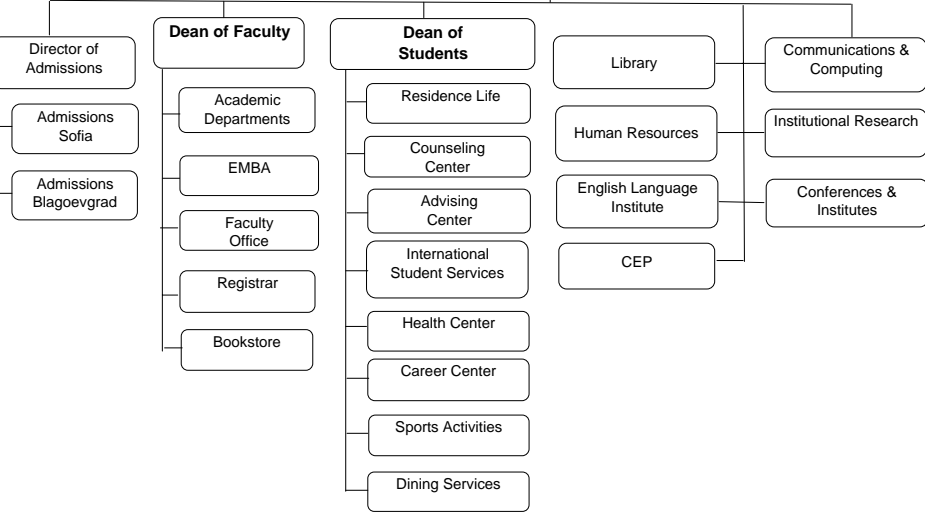 Director of
Admissions
Admissions
Sofia
Admissions
Blagoevgrad
Dean of Faculty
Academic
Departments
EMBA
Faculty
Office
Registrar
Bookstore
Dean of
Students
Residence Life
Counseling
Center
Advising
Center
International
Student Services
Health Center
Career Center
Sports Activities
Dining Services
Library
Human Resources
English Language
Institute
CEP
Communications &
Computing
Institutional Research
Conferences &
Institutes